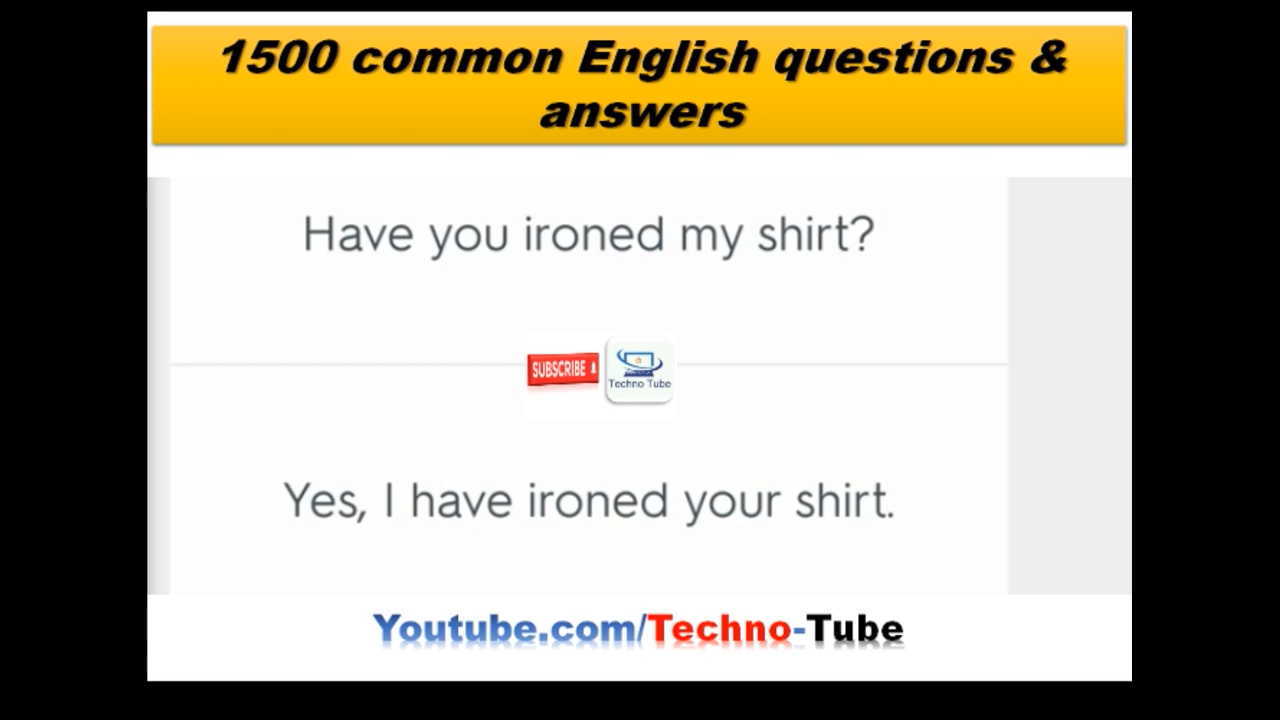 1500 common English questions &
answers
Have you ironed my shirt?
SUBSCRIBE
Techno Tube
Yes, I have ironed your shirt.
Youtube.com/Techno-Tube